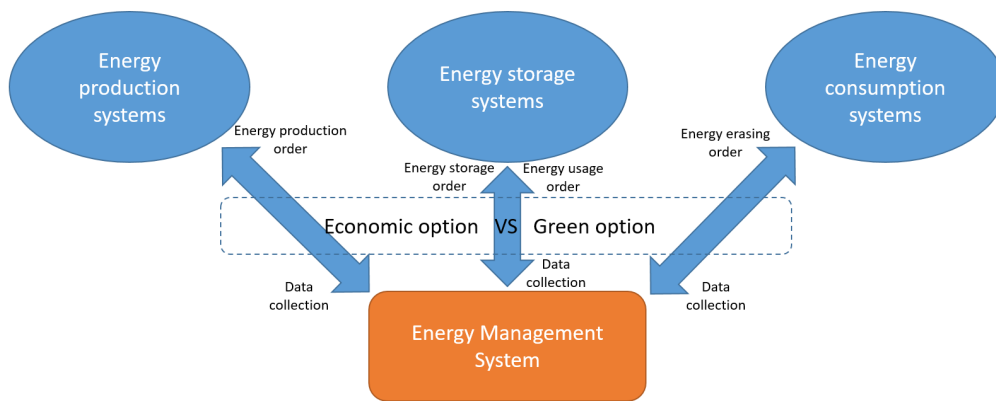 Energy
production
systems
Energy storage
systems
Energy
consumption
systems
Energy production
order
Energy storage
order
Energy usage
order
Energy erasing
order
Economic option VS Green option
Data
collection
Data
collection
Data
collection
Energy Management
System